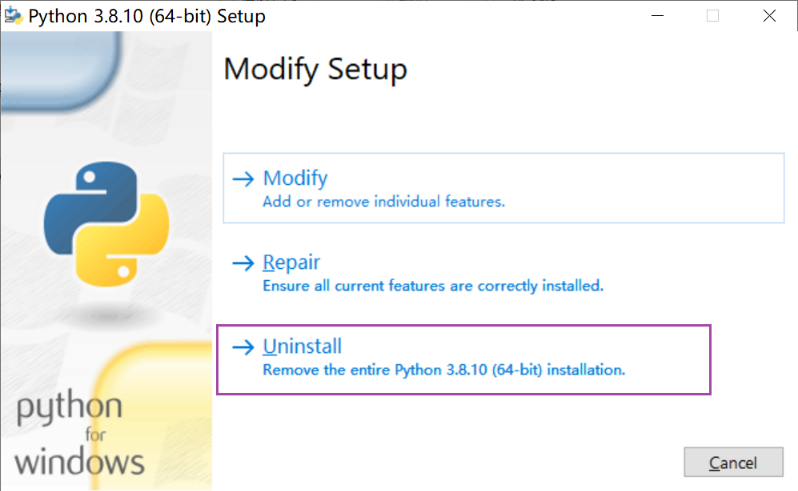 Python 3.8.10 (64-bit) Setup
Modify Setup
Modify
Add or remove individual features.
Repair
Ensure all current features are correctly installed.
Uninstall
Remove the entire Python 3.8.10 (64-bit) installation.
python
for
windows
Cancel